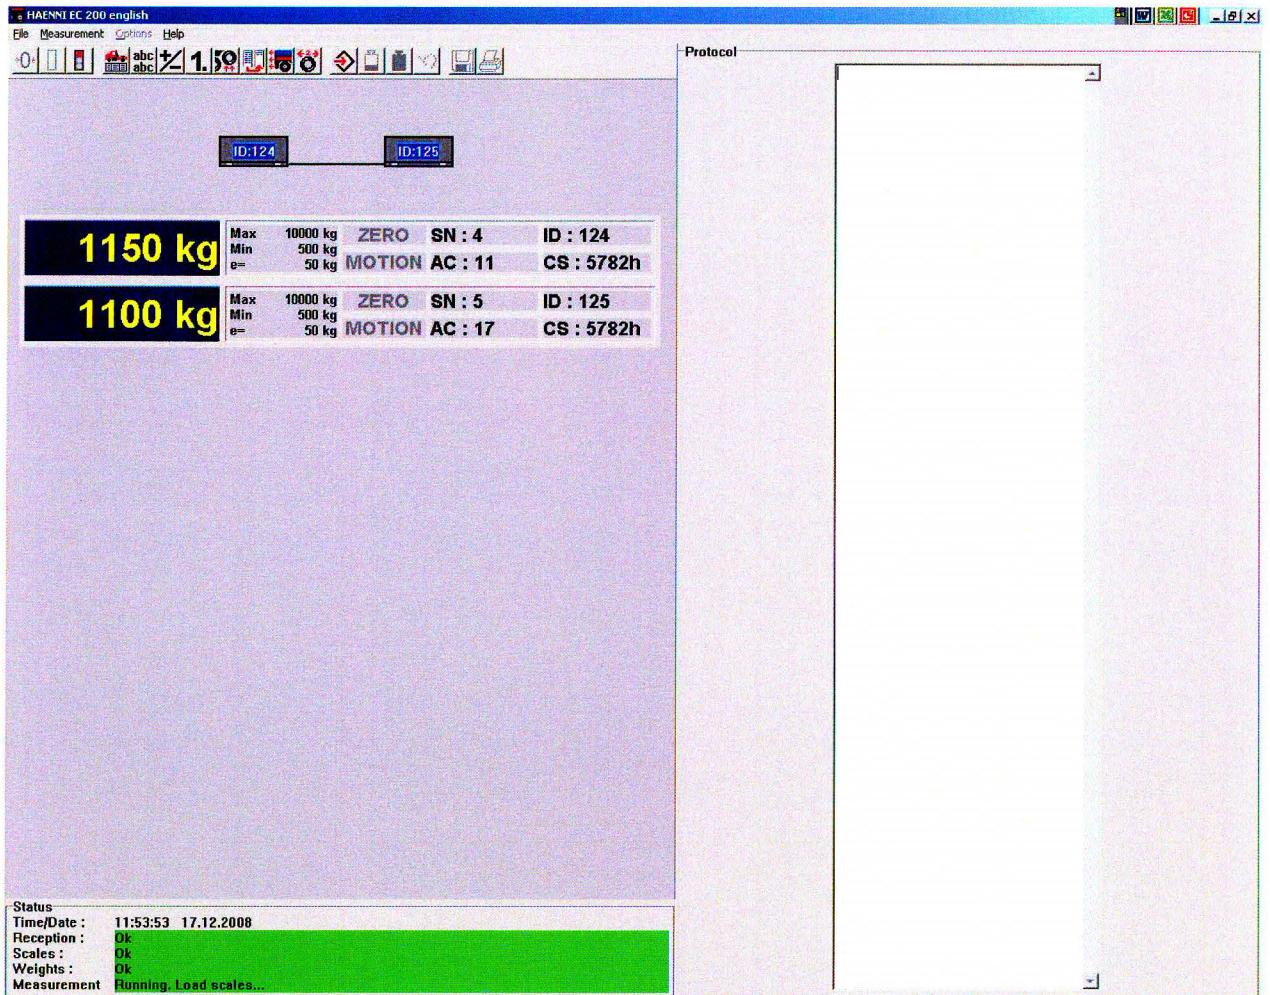 HAENNI EC 200 english
File Measurement Options Help
abc
abc
1.
Protocol
ID:124 ID:125
1150 kg
Max 10000 kg ZERO SN : 4 ID : 124
Min 500 kg
e= 50 kg MOTION AC : 11 CS : 5782h
1100 kg
Max 10000 kg ZERO SN : 5 ID : 125
Min 500 kg
e= 50 kg MOTION AC : 17 CS : 5782h
Status
Time/Date : 11:53:53 17.12.2008
Reception : Ok
Scales : Ok
Weights : Ok
Measurement Running. Load scales...